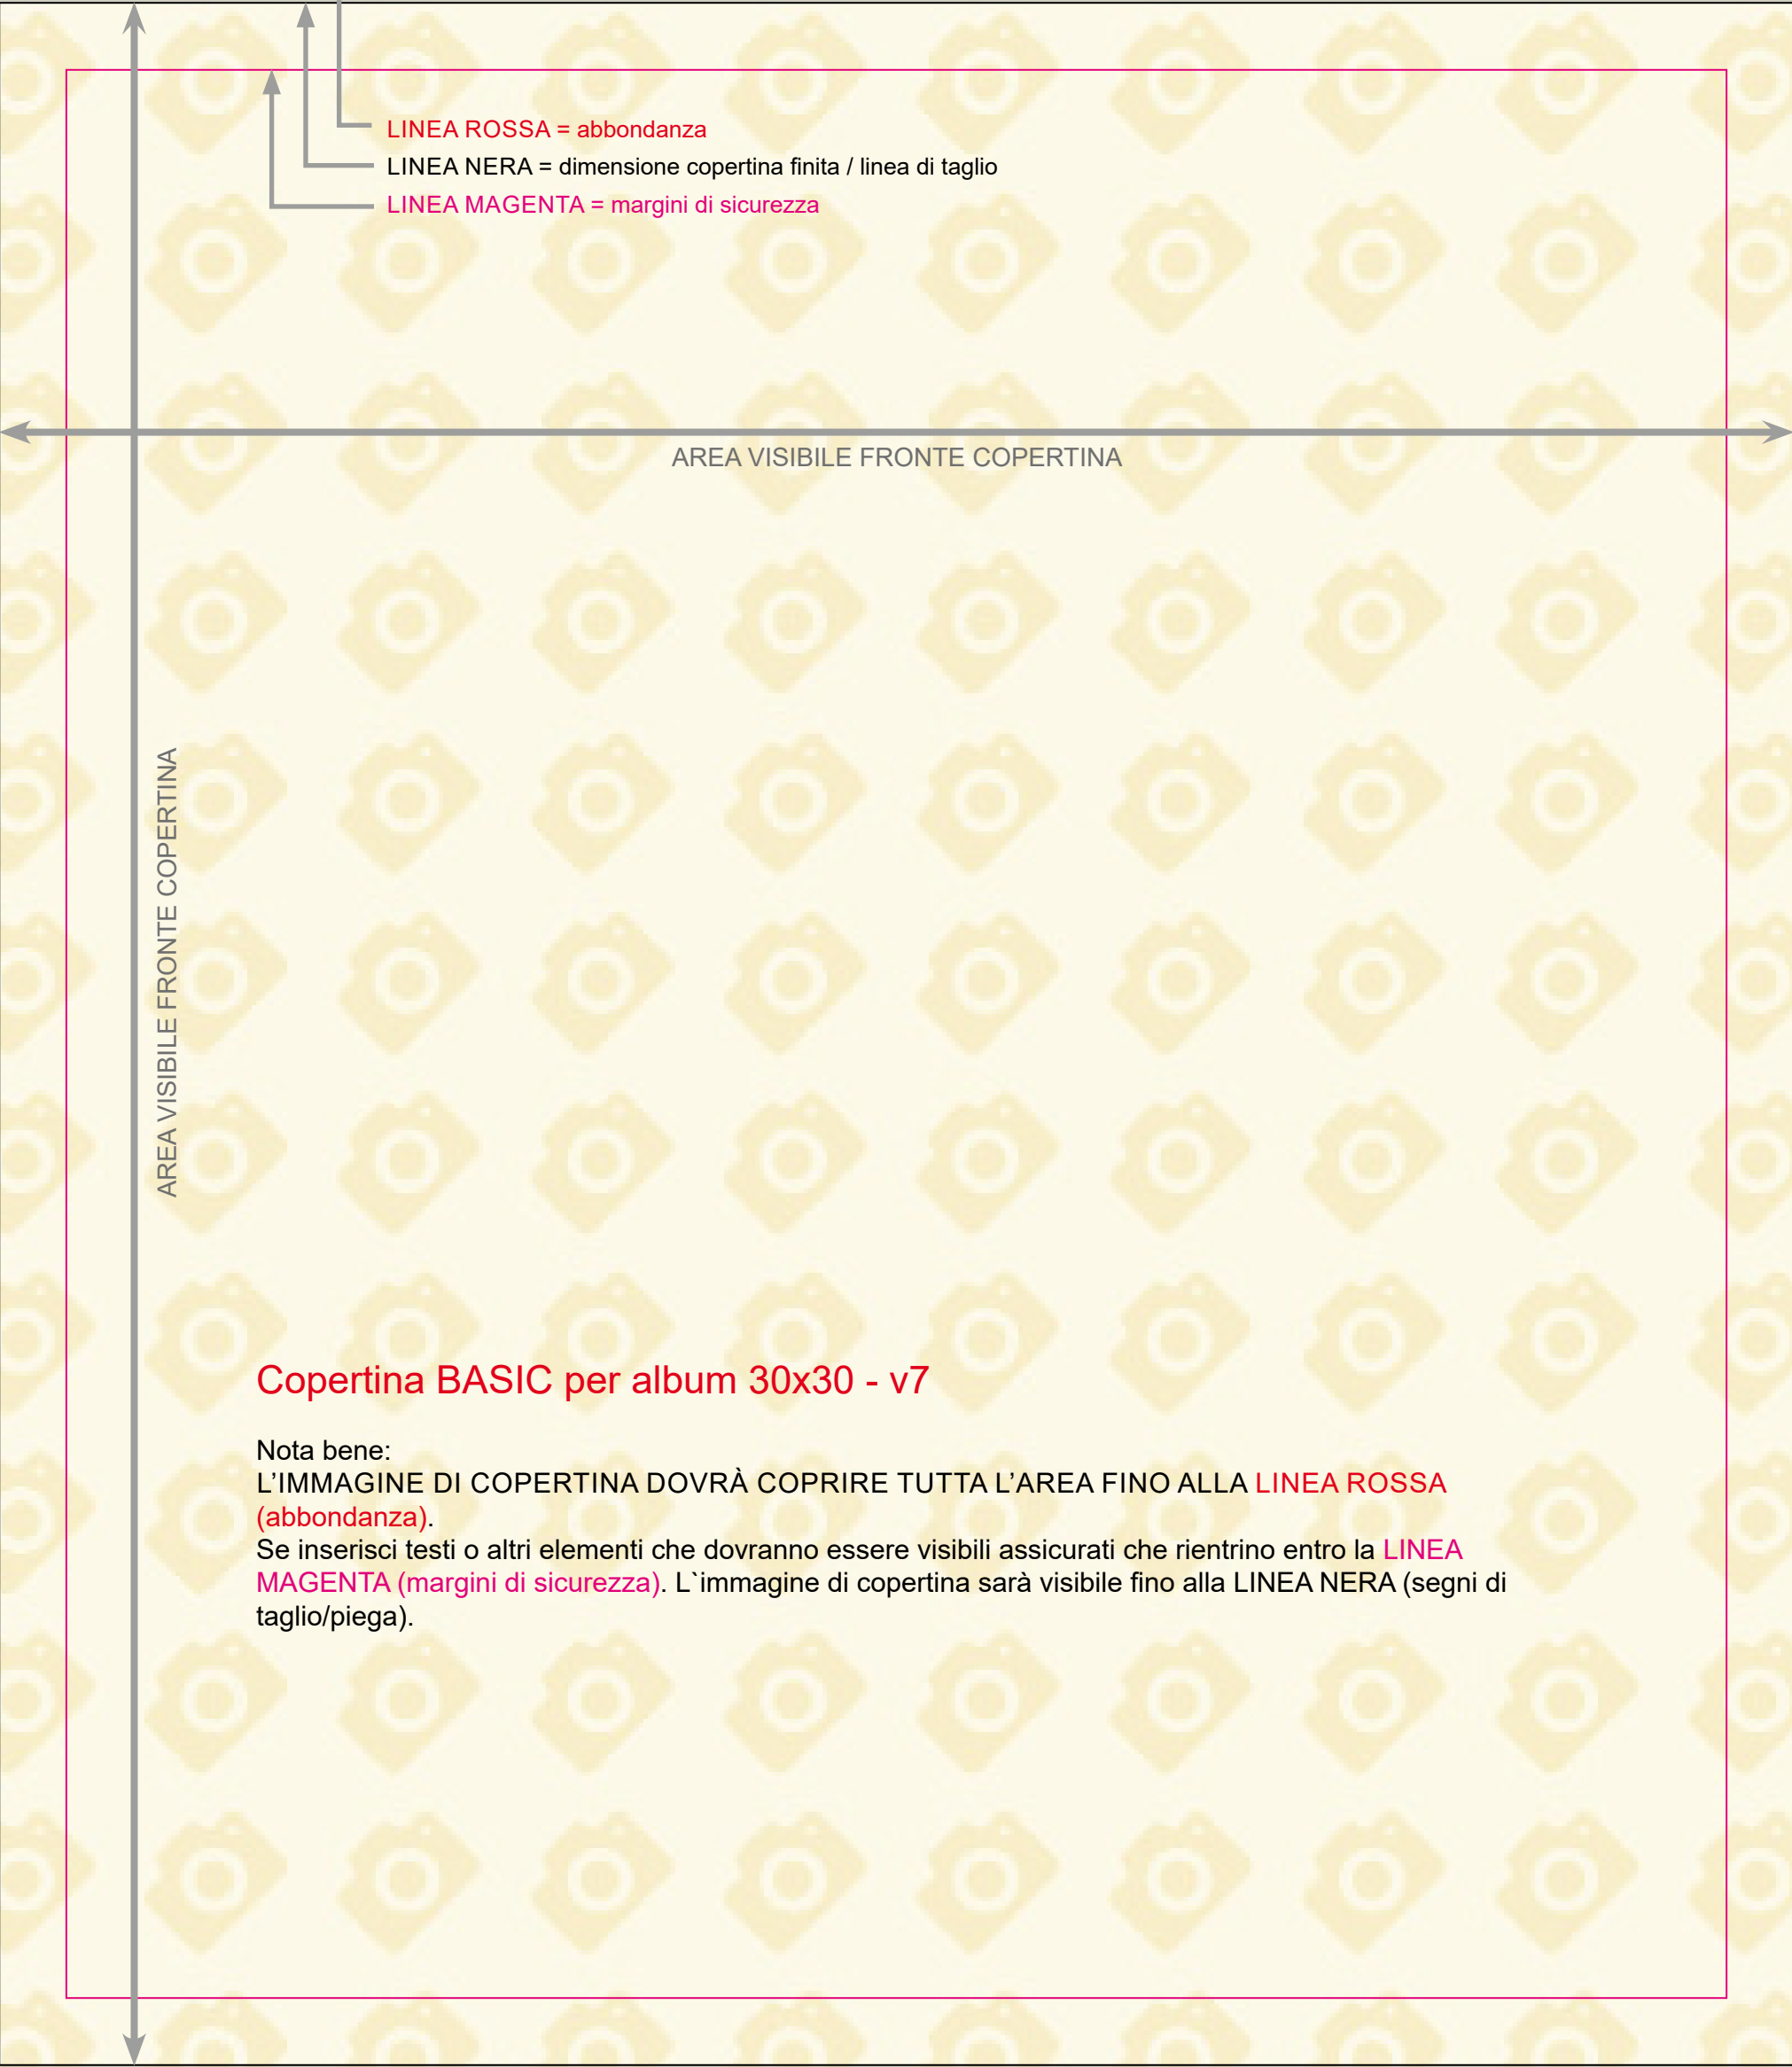 LINEA ROSSA = abbondanza
LINEA NERA = dimensione copertina finita / linea di taglio
LINEA MAGENTA = margini di sicurezza
AREA VISIBILE FRONTE COPERTINA
AREA VISIBILE FRONTE COPERTINA
Copertina BASIC per album 30x30 - v7
Nota bene:
L’IMMAGINE DI COPERTINA DOVRÀ COPRIRE TUTTA L’AREA FINO ALLA LINEA ROSSA
(abbondanza).
Se inserisci testi o altri elementi che dovranno essere visibili assicurati che rientrino entro la LINEA
MAGENTA (margini di sicurezza). L`immagine di copertina sarà visibile fino alla LINEA NERA (segni di
taglio/piega).